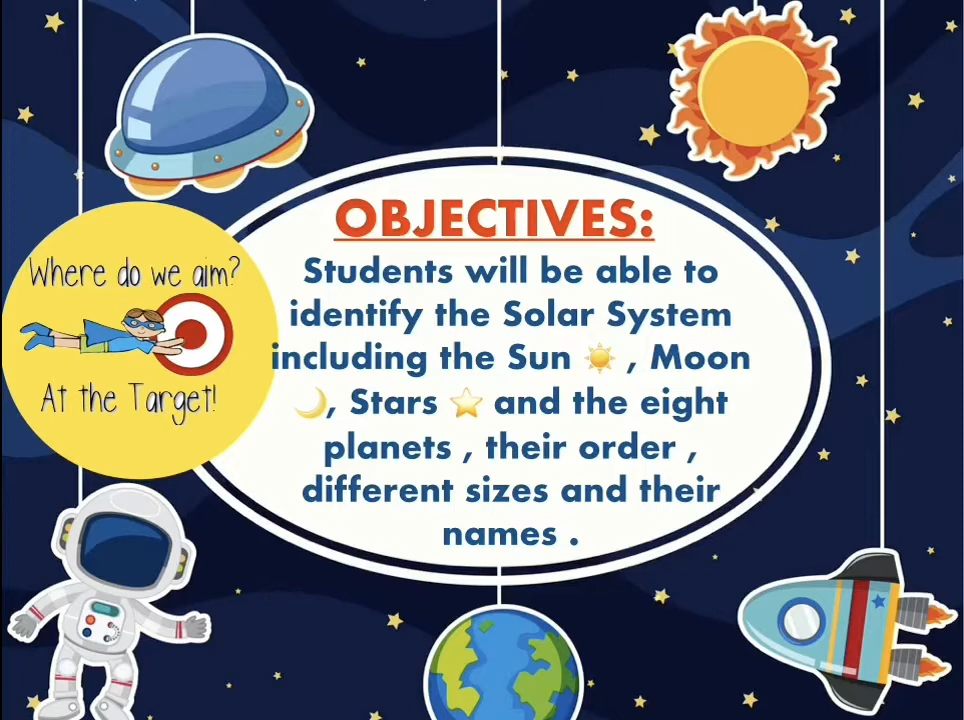 OBJECTIVES:
Students will be able to
identify the Solar System
including the Sun ☀️ , Moon
🌙, Stars ⭐ and the eight
planets , their order ,
different sizes and their
names .
Where do we aim?
At the Target!